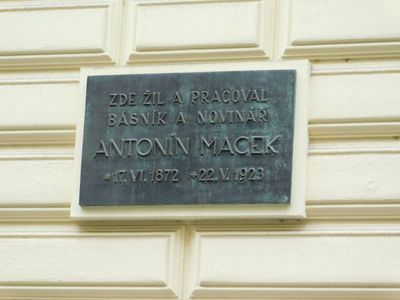 ZDE ŽIL A PRACOVAL
BÁSNÍK A NOVINÁŘ
ANTONÍN MACEK
*17. VI. 1872 +22. V. 1923